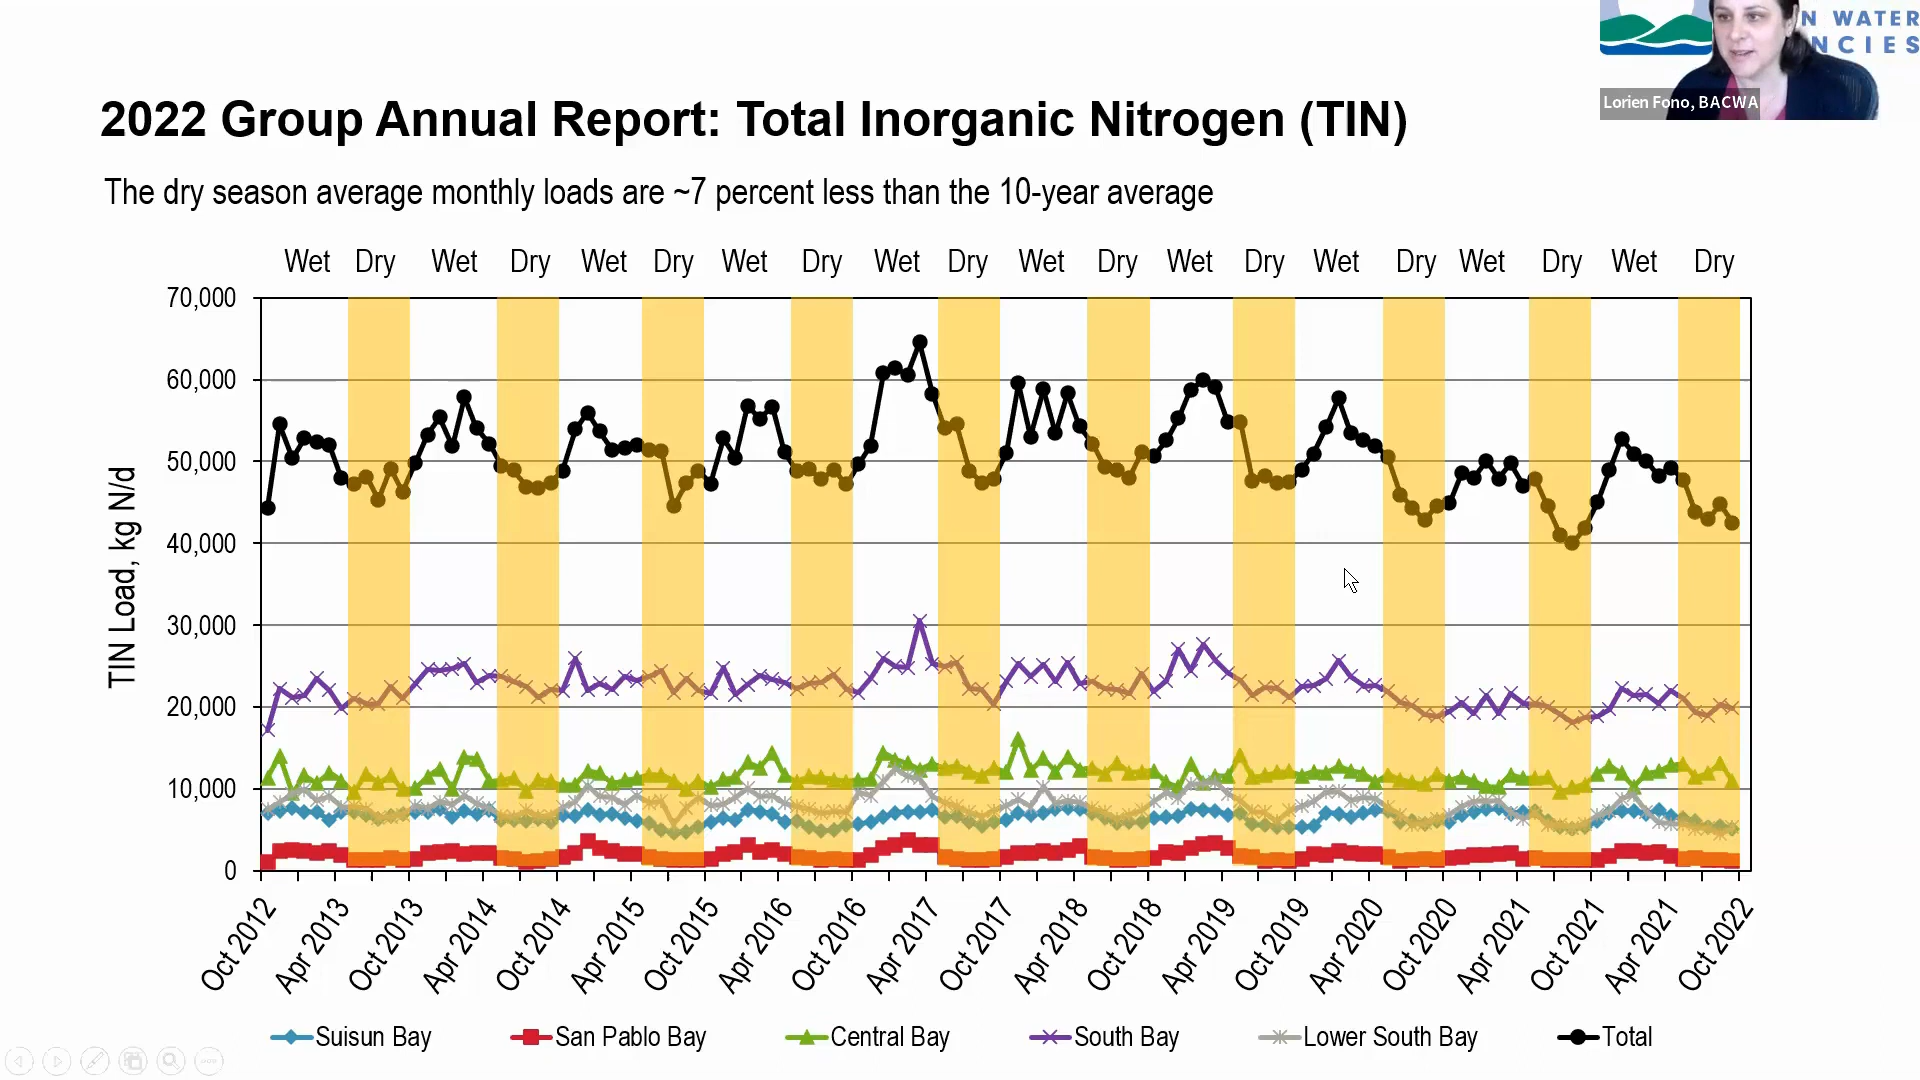 N WATER
NCIES
Lorien Fono, BACWA
2022 Group Annual Report: Total Inorganic Nitrogen (TIN)
The dry season average monthly loads are ~7 percent less than the 10-year average
Wet Dry Wet Dry Wet Dry Wet Dry Wet Dry Wet Dry Wet Dry Wet Dry Wet Dry Wet Dry
TIN Load, kg N/d
70,000
60,000
50,000
40,000
30,000
20,000
10,000
0
Oct 2012 Apr 2013 Oct 2013 Apr 2014 Oct 2014 Apr 2015 Oct 2015 Apr 2016 Oct 2016 Apr 2017 Oct 2017 Apr 2018 Oct 2018 Apr 2019 Oct 2019 Apr 2020 Oct 2020 Apr 2021 Oct 2021 Apr 2021 Oct 2022
Suisun Bay San Pablo Bay Central Bay South Bay Lower South Bay Total